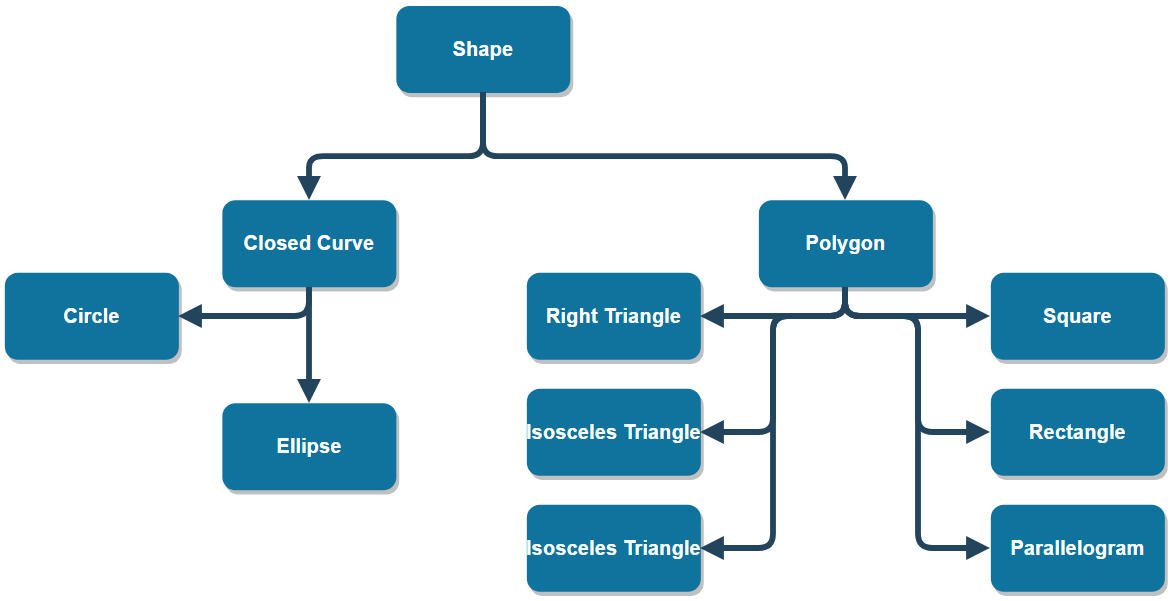 Shape
Closed Curve
Polygon
Circle
Right Triangle
Square
Isosceles Triangle
Rectangle
Ellipse
Isosceles Triangle
Parallelogram